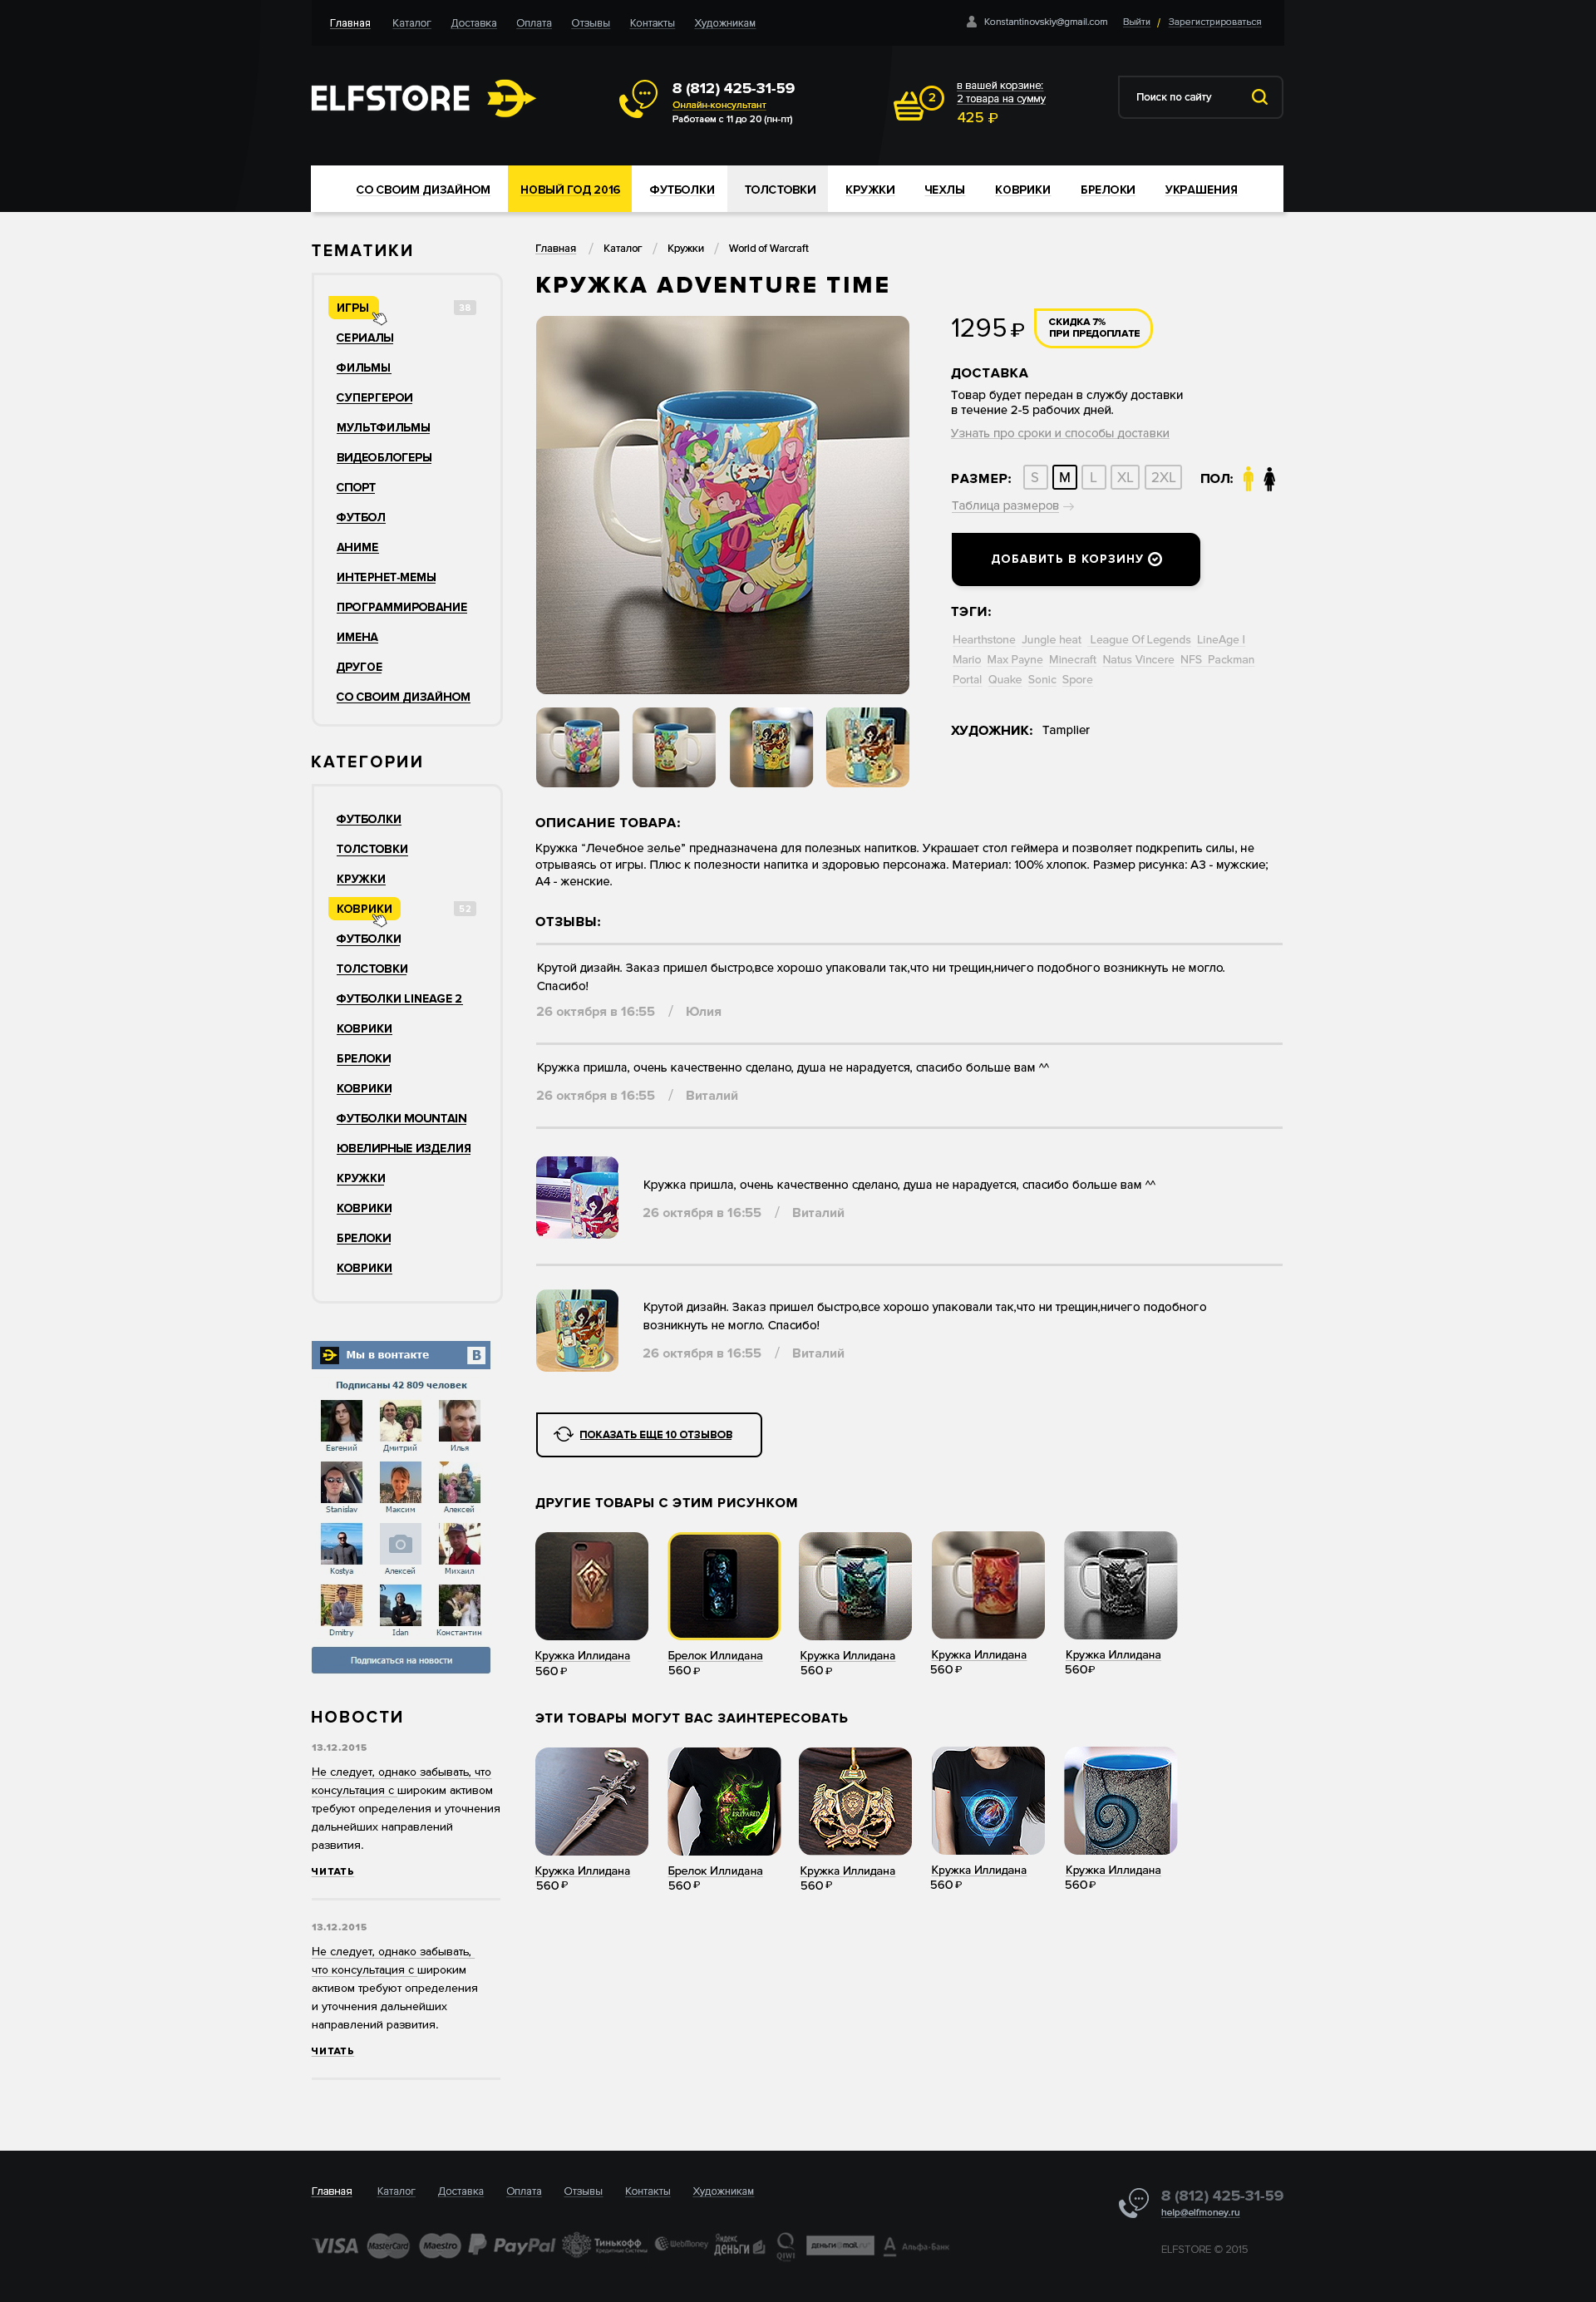 Главная Каталог Доставка Оплата Отзывы Контакты Художникам
Konstantinovskiy@gmail.com Выйти / Зарегистрироваться
ELFSTORE
8 (812) 425-31-59
Онлайн-консультант
Работаем с 11 до 20 (пн-пт)
2
в вашей корзине:
2 товара на сумму
425 ₽
Поиск по сайту
СО СВОИМ ДИЗАЙНОМ НОВЫЙ ГОД 2016 ФУТБОЛКИ ТОЛСТОВКИ КРУЖКИ ЧЕХЛЫ КОВРИКИ БРЕЛОКИ УКРАШЕНИЯ
ТЕМАТИКИ
ИГРЫ 38
СЕРИАЛЫ
ФИЛЬМЫ
СУПЕРГЕРОИ
МУЛЬТФИЛЬМЫ
ВИДЕОБЛОГЕРЫ
СПОРТ
ФУТБОЛ
АНИМЕ
ИНТЕРНЕТ-МЕМЫ
ПРОГРАММИРОВАНИЕ
ИМЕНА
ДРУГОЕ
СО СВОИМ ДИЗАЙНОМ
КАТЕГОРИИ
ФУТБОЛКИ
ТОЛСТОВКИ
КРУЖКИ
КОВРИКИ 52
ФУТБОЛКИ
ТОЛСТОВКИ
ФУТБОЛКИ LINEAGE 2
КОВРИКИ
БРЕЛОКИ
КОВРИКИ
ФУТБОЛКИ MOUNTAIN
ЮВЕЛИРНЫЕ ИЗДЕЛИЯ
КРУЖКИ
КОВРИКИ
БРЕЛОКИ
КОВРИКИ
Мы в вонтакте B
Подписаны 42 809 человек
Евгений Дмитрий Илья
Stanislav Максим Алексей
Kostya Алексей Михаил
Dmitry Idan Константин
Подписаться на новости
НОВОСТИ
13.12.2015
Не следует, однако забывать, что
консультация с широким активом
требуют определения и уточнения
дальнейших направлений
развития.
ЧИТАТЬ
13.12.2015
Не следует, однако забывать,
что консультация с широким
активом требуют определения
и уточнения дальнейших
направлений развития.
ЧИТАТЬ
Главная / Каталог / Кружки / World of Warcraft
КРУЖКА ADVENTURE TIME
1295 ₽
СКИДКА 7%
ПРИ ПРЕДОПЛАТЕ
ДОСТАВКА
Товар будет передан в службу доставки
в течение 2-5 рабочих дней.
Узнать про сроки и способы доставки
РАЗМЕР: S M L XL 2XL ПОЛ:
Таблица размеров →
ДОБАВИТЬ В КОРЗИНУ
ТЭГИ:
Hearthstone Jungle heat League Of Legends LineAge I
Mario Max Payne Minecraft Natus Vincere NFS Packman
Portal Quake Sonic Spore
ХУДОЖНИК: Tamplier
ОПИСАНИЕ ТОВАРА:
Кружка “Лечебное зелье” предназначена для полезных напитков. Украшает стол геймера и позволяет подкрепить силы, не
отрываясь от игры. Плюс к полезности напитка и здоровью персонажа. Материал: 100% хлопок. Размер рисунка: А3 - мужские;
А4 - женские.
ОТЗЫВЫ:
Крутой дизайн. Заказ пришел быстро,все хорошо упаковали так,что ни трещин,ничего подобного возникнуть не могло.
Спасибо!
26 октября в 16:55 / Юлия
Кружка пришла, очень качественно сделано, душа не нарадуется, спасибо больше вам ^^
26 октября в 16:55 / Виталий
Кружка пришла, очень качественно сделано, душа не нарадуется, спасибо больше вам ^^
26 октября в 16:55 / Виталий
Крутой дизайн. Заказ пришел быстро,все хорошо упаковали так,что ни трещин,ничего подобного
возникнуть не могло. Спасибо!
26 октября в 16:55 / Виталий
ПОКАЗАТЬ ЕЩЕ 10 ОТЗЫВОВ
ДРУГИЕ ТОВАРЫ С ЭТИМ РИСУНКОМ
Кружка Иллидана Брелок Иллидана Кружка Иллидана Кружка Иллидана Кружка Иллидана
560 ₽ 560 ₽ 560 ₽ 560 ₽ 560₽
ЭТИ ТОВАРЫ МОГУТ ВАС ЗАИНТЕРЕСОВАТЬ
PREPARED
Кружка Иллидана Брелок Иллидана Кружка Иллидана Кружка Иллидана Кружка Иллидана
560 ₽ 560 ₽ 560 ₽ 560 ₽ 560 ₽
Главная Каталог Доставка Оплата Отзывы Контакты Художникам
8 (812) 425-31-59
help@elfmoney.ru
VISA MasterCard Maestro PayPal Тинькофф Кредитные Системы WebMoney Яндекс Деньги QIWI деньги@mail.ru Альфа-Банк
ELFSTORE © 2015